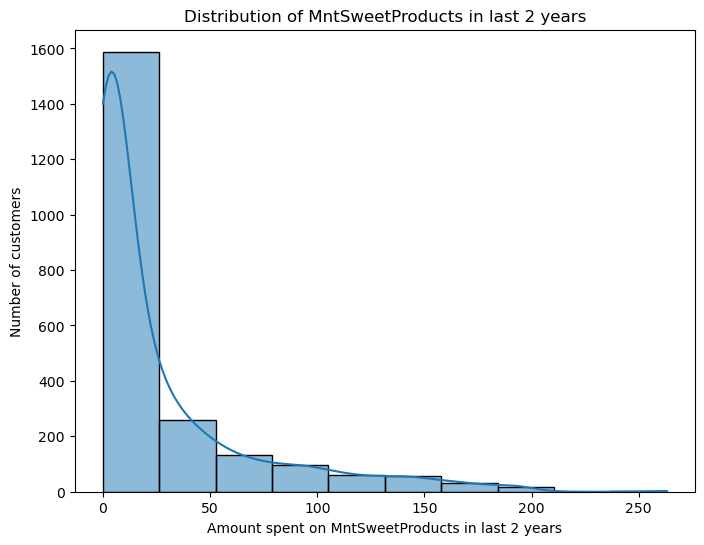 Distribution of MntSweetProducts in last 2 years
1600
1400
1200
1000
800
600
400
200
0
Number of customers
0 50 100 150 200 250
Amount spent on MntSweetProducts in last 2 years